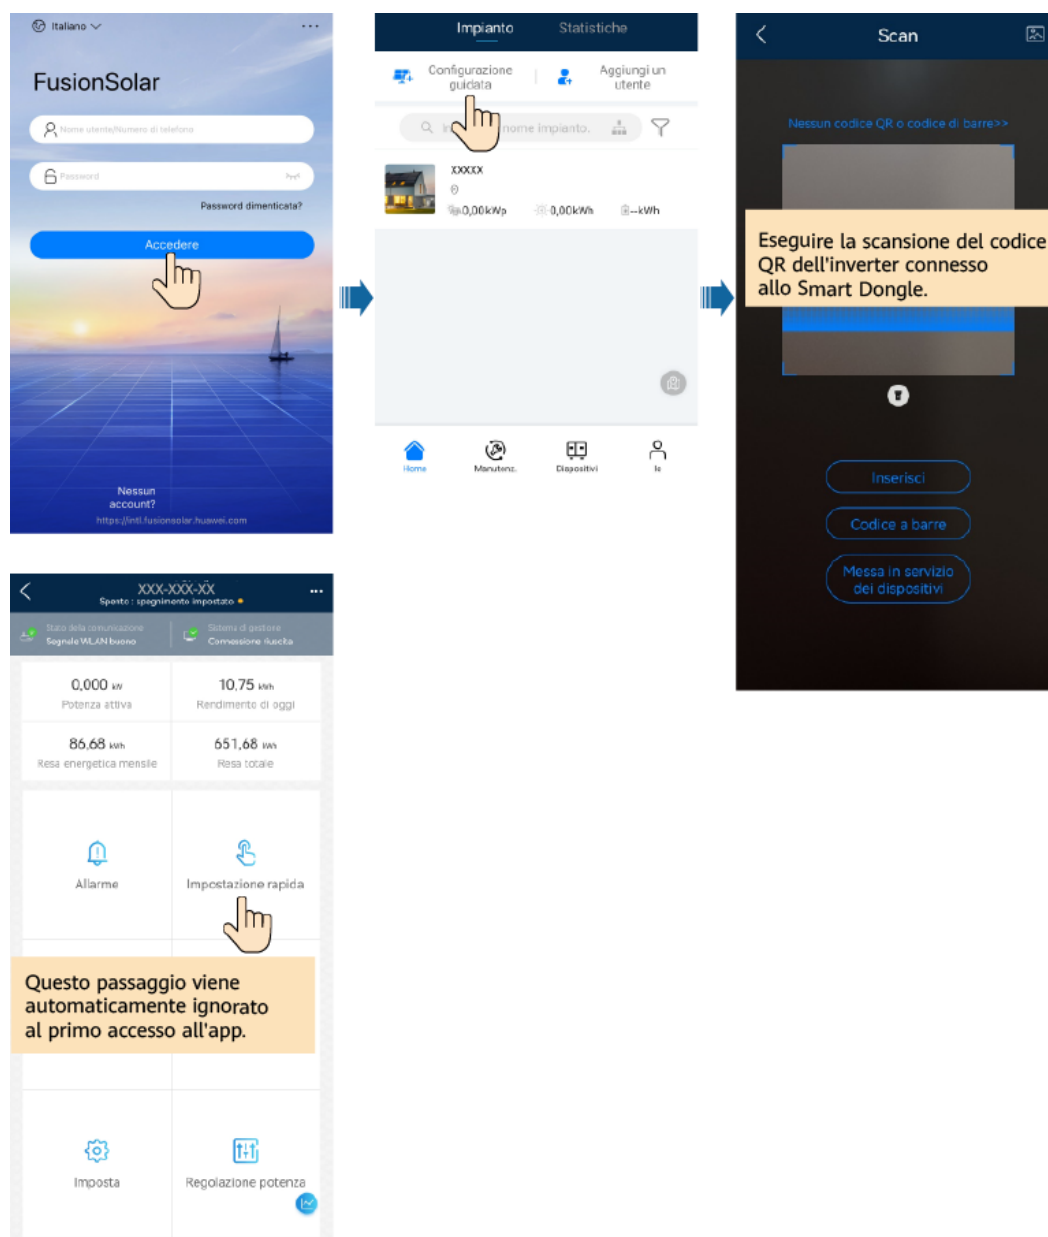 Italiano
FusionSolar
Nome utente/Numero di telefono
Password
Password dimenticata?
Accedere
Nessun
account?
https://intl.fusionsolar.huawei.com
Impianto Statistiche
Configurazione
guidata
Aggiungi un
utente
nome impianto.
xxxxx
0,00kWp 0,00kWh --kWh
Home Manutenz. Dispositivi Io
Scan
Nessun codice QR o codice di barre>>
Eseguire la scansione del codice
QR dell'inverter connesso
allo Smart Dongle.
Inserisci
Codice a barre
Messa in servizio
dei dispositivi
XXX-XXX-XX
Spento : spegnimento impostato
Stato della comunicazione
Segnale WLAN buono
Sistema di gestione
Connessione riuscita
0,000 kW
Potenza attiva
10,75 kWh
Rendimento di oggi
86,68 kWh
Resa energetica mensile
651,68 kWh
Resa totale
Allarme
Impostazione rapida
Questo passaggio viene
automaticamente ignorato
al primo accesso all'app.
Imposta
Regolazione potenza